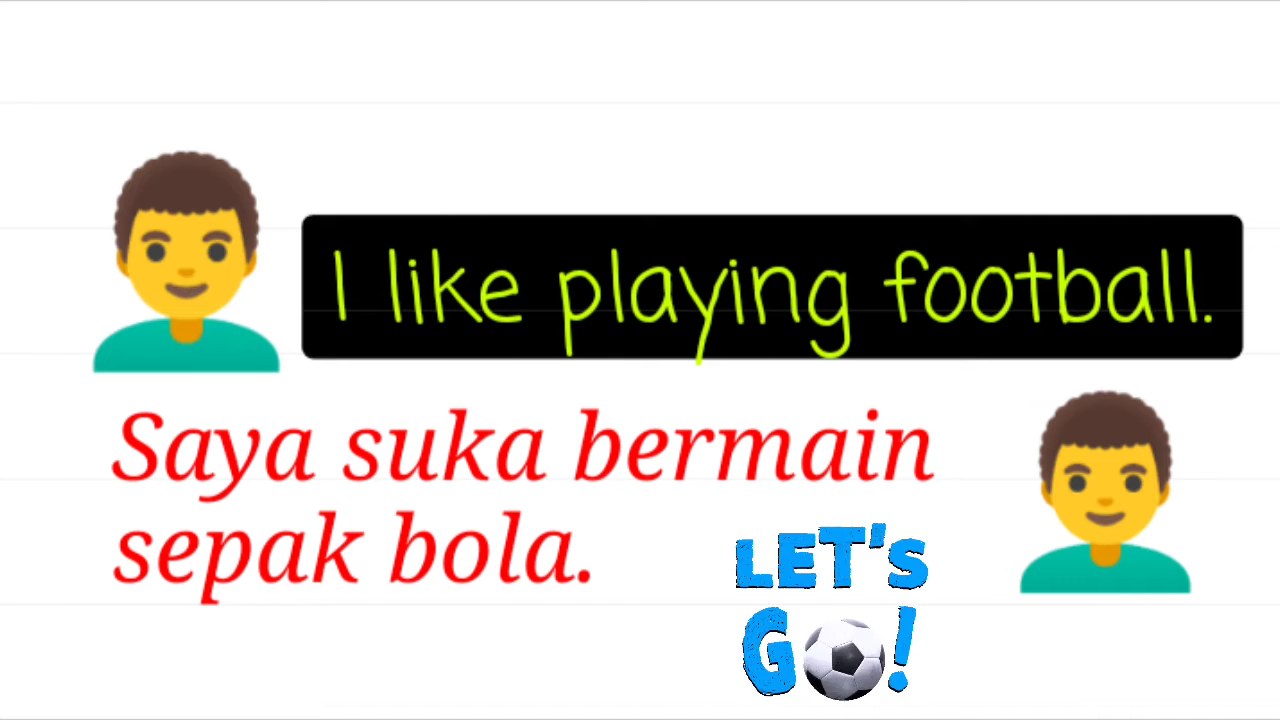 I like playing football.
Saya suka bermain
sepak bola.
LET'S
GO!